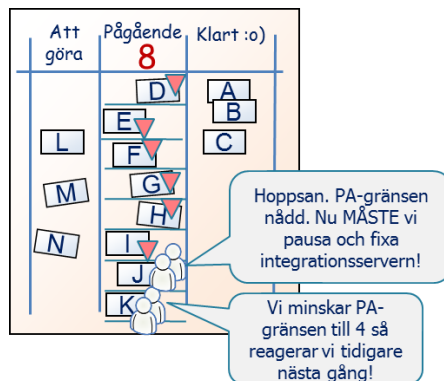 Att
göra
Pågående
8
Klart :o)
D
A
B
E
L
F
C
G
M
H
N
I
J
K
Hoppsan. PA-gränsen
nådd. Nu MÅSTE vi
pausa och fixa
integrationsservern!
Vi minskar PA-
gränsen till 4 så
reagerar vi tidigare
nästa gång!